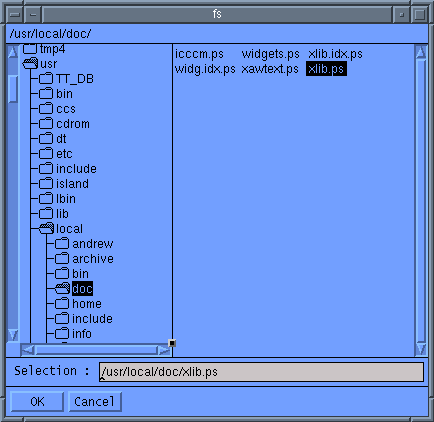 fs
/usr/local/doc/
tmp4
usr
TT_DB
bin
ccs
cdrom
dt
etc
include
island
lbin
lib
local
andrew
archive
bin
doc
home
include
info
icccm.ps widgets.ps xlib.idx.ps
widg.idx.ps xawtext.ps xlib.ps
Selection : /usr/local/doc/xlib.ps
OK Cancel